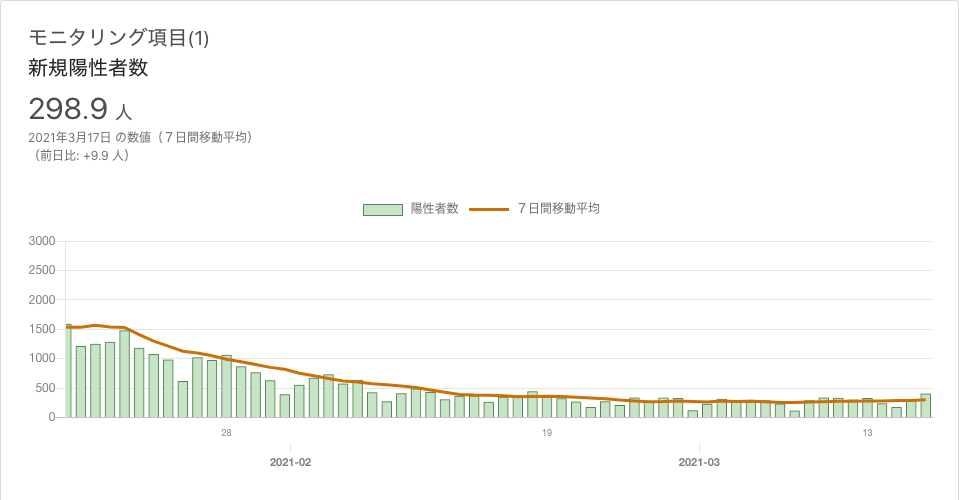 モニタリング項目(1)
新規陽性者数
298.9 人
2021年3月17日 の数値（７日間移動平均）
（前日比: +9.9 人）
陽性者数 ７日間移動平均
3000
2500
2000
1500
1000
500
0
28 19 13
2021-02 2021-03